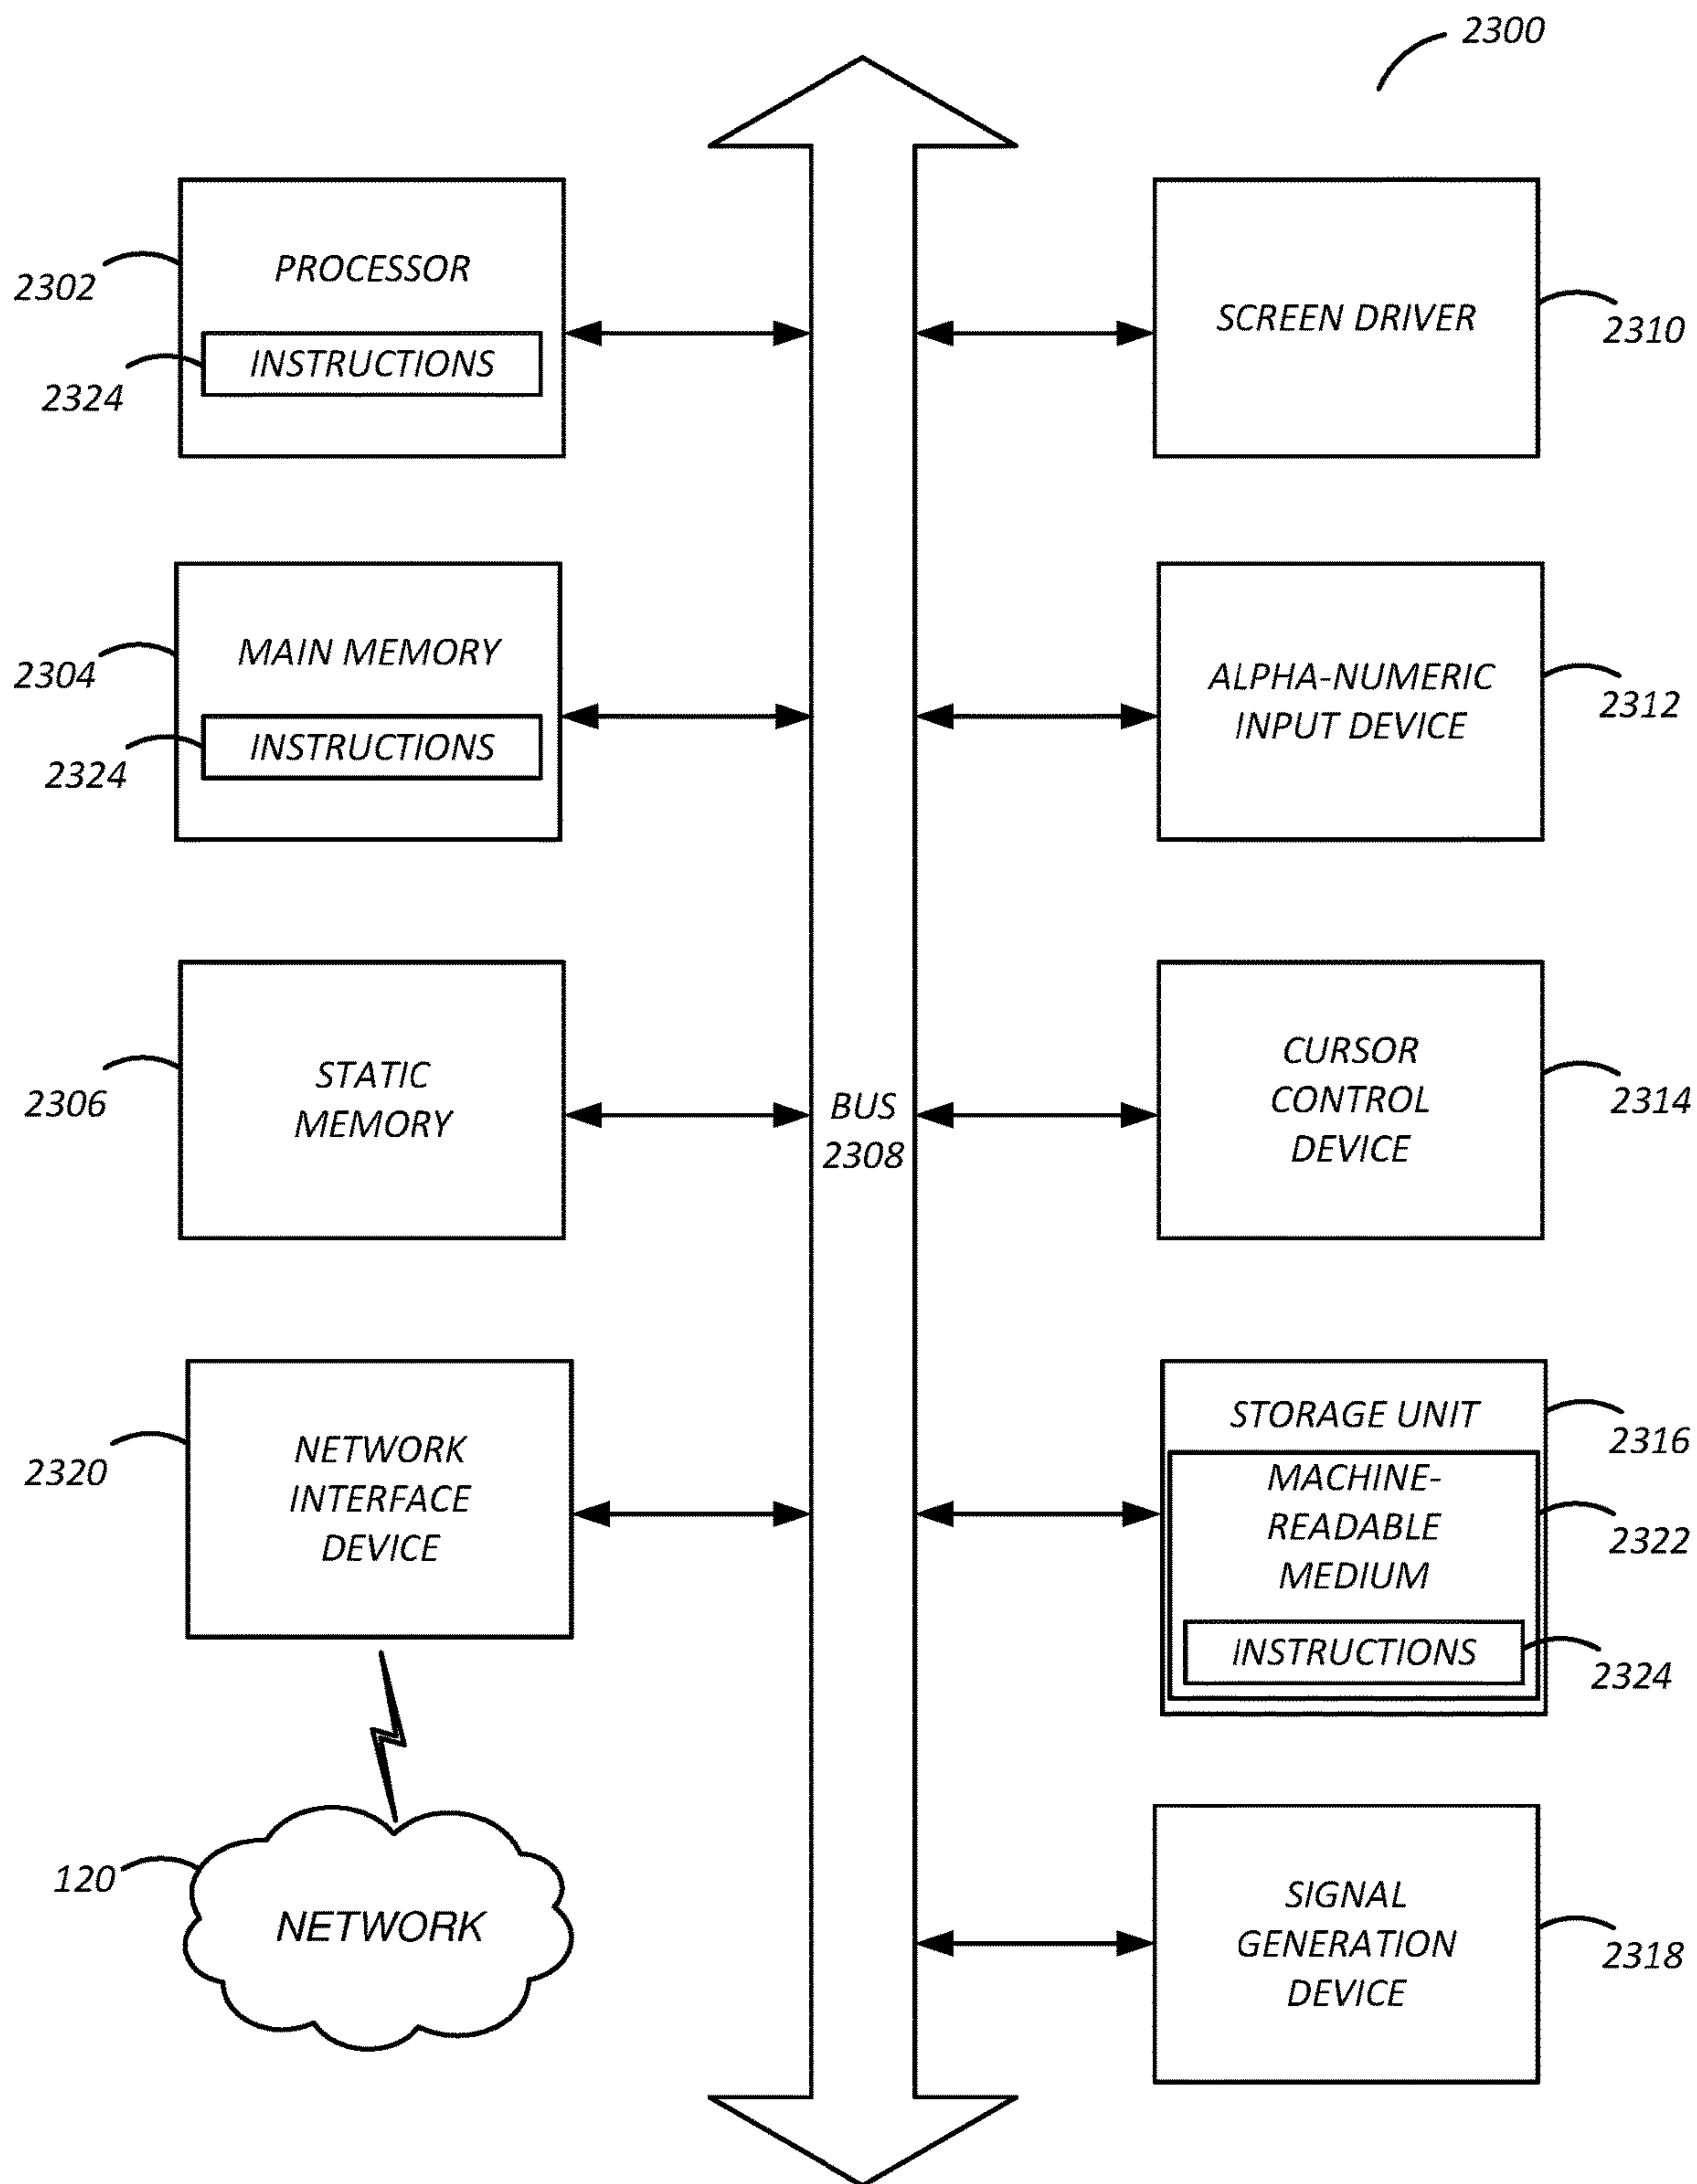 2300
PROCESSOR
2302
INSTRUCTIONS
2324
MAIN MEMORY
2304
INSTRUCTIONS
2324
STATIC
MEMORY
2306
NETWORK
INTERFACE
DEVICE
2320
120
NETWORK
BUS
2308
SCREEN DRIVER
2310
ALPHA-NUMERIC
INPUT DEVICE
2312
CURSOR
CONTROL
DEVICE
2314
STORAGE UNIT
2316
MACHINE-
READABLE
MEDIUM
2322
INSTRUCTIONS
2324
SIGNAL
GENERATION
DEVICE
2318